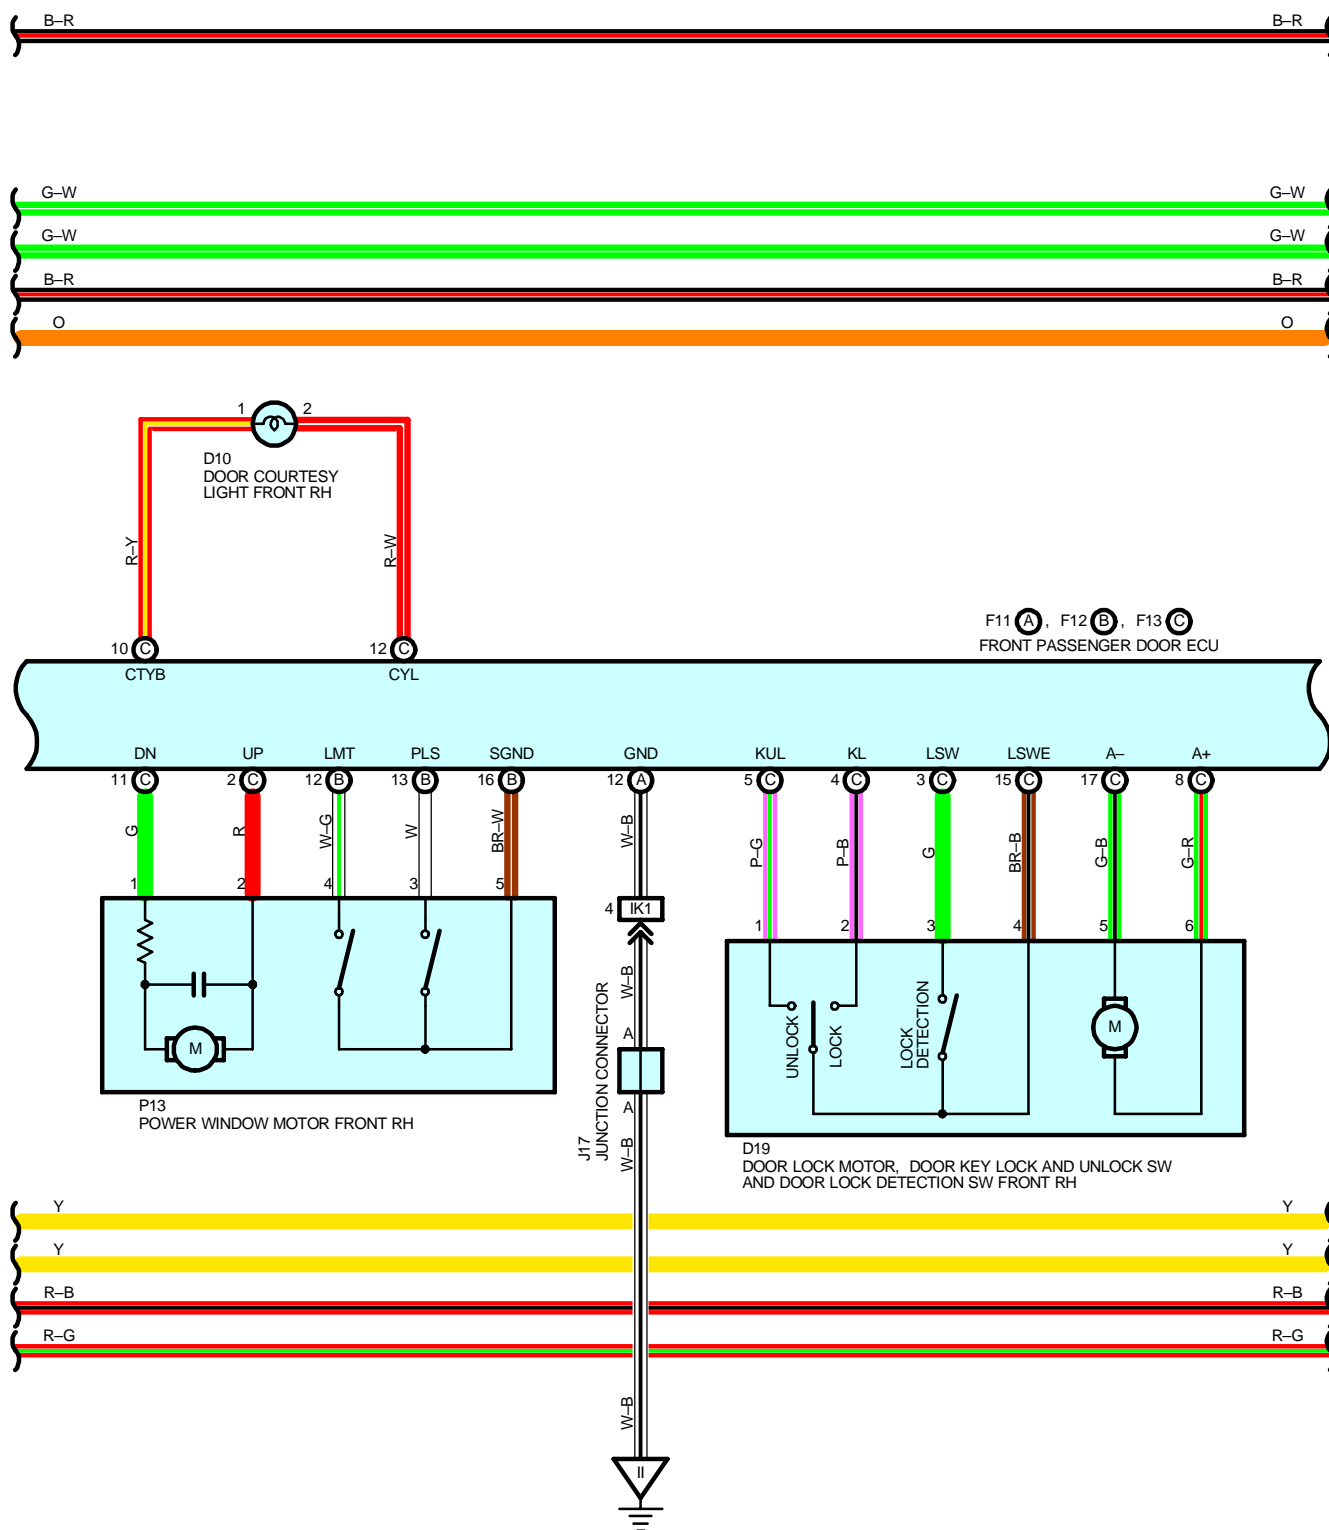 B–R B–R
G–W G–W
G–W G–W
B–R B–R
O O
1 2
D10
DOOR COURTESY
LIGHT FRONT RH
R–Y R–W
F11 A , F12 B , F13 C
FRONT PASSENGER DOOR ECU
10 C 12 C
CTYB CYL
DN UP LMT PLS SGND GND KUL KL LSW LSWE A– A+
11 C 2 C 12 B 13 B 16 B 12 A 5 C 4 C 3 C 15 C 17 C 8 C
G R W–G W BR–W W–B P–G P–B G BR–B G–B G–R
1 2 4 3 5
4 IK1
1 2 3 4 5 6
W–B
A
J17
JUNCTION CONNECTOR
A
W–B
M
UNLOCK
LOCK
LOCK
DETECTION
M
P13
POWER WINDOW MOTOR FRONT RH
D19
DOOR LOCK MOTOR, DOOR KEY LOCK AND UNLOCK SW
AND DOOR LOCK DETECTION SW FRONT RH
Y Y
Y Y
R–B R–B
R–G R–G
W–B
II